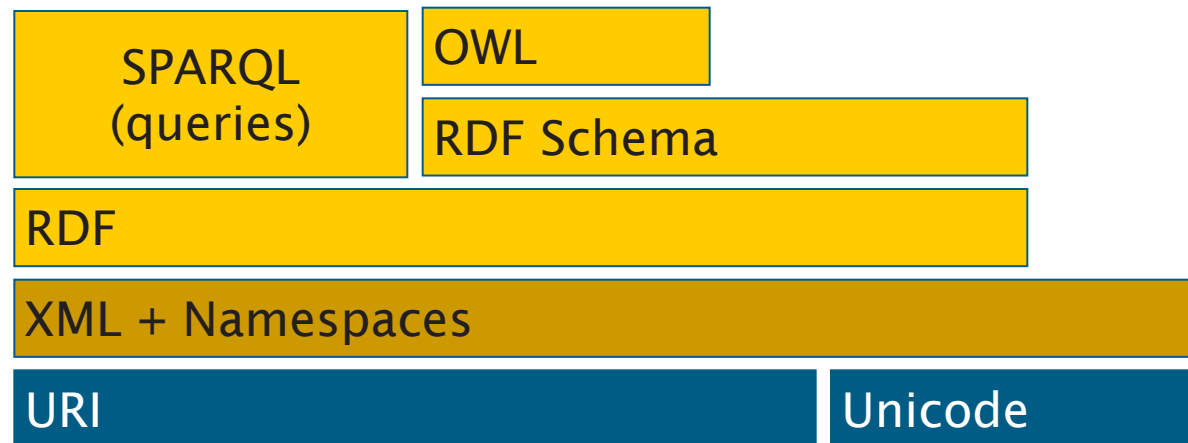 SPARQL
(queries)
OWL
RDF Schema
RDF
XML + Namespaces
URI
Unicode